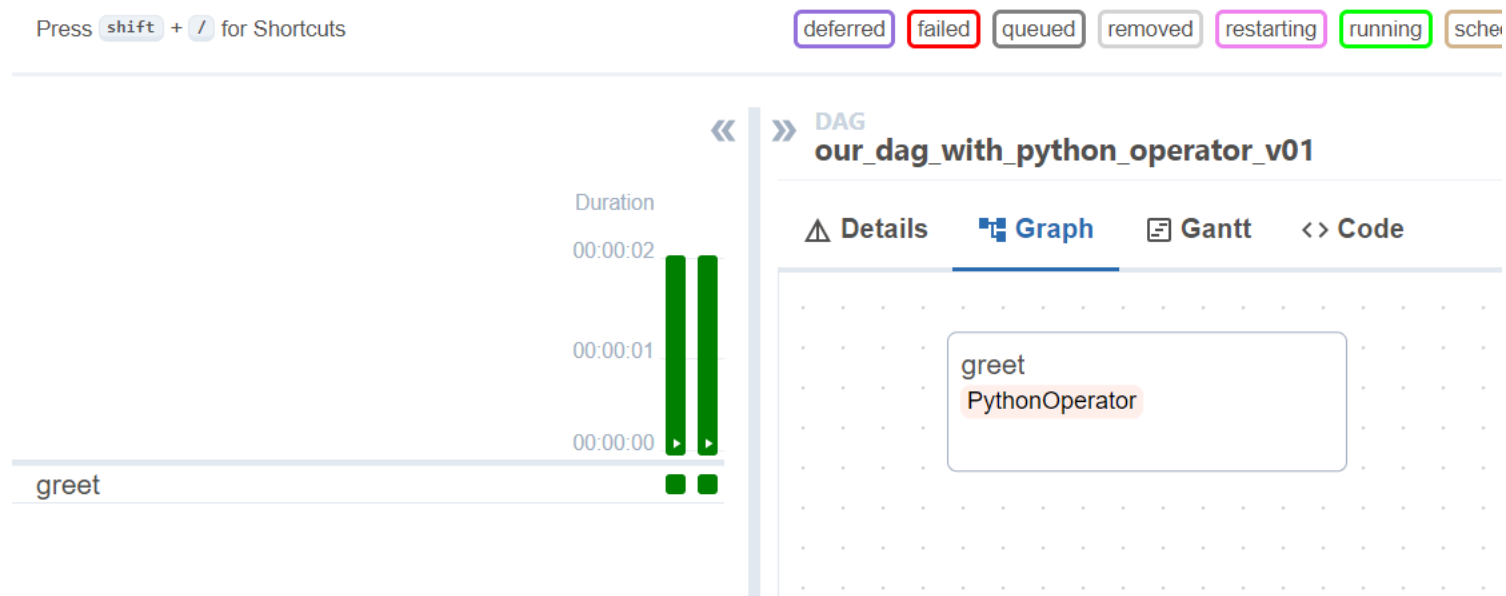 Press shift + / for Shortcuts
deferred failed queued removed restarting running
DAG
our_dag_with_python_operator_v01
Duration
Details Graph Gantt <> Code
00:00:02
00:00:01
00:00:00
greet
PythonOperator
greet